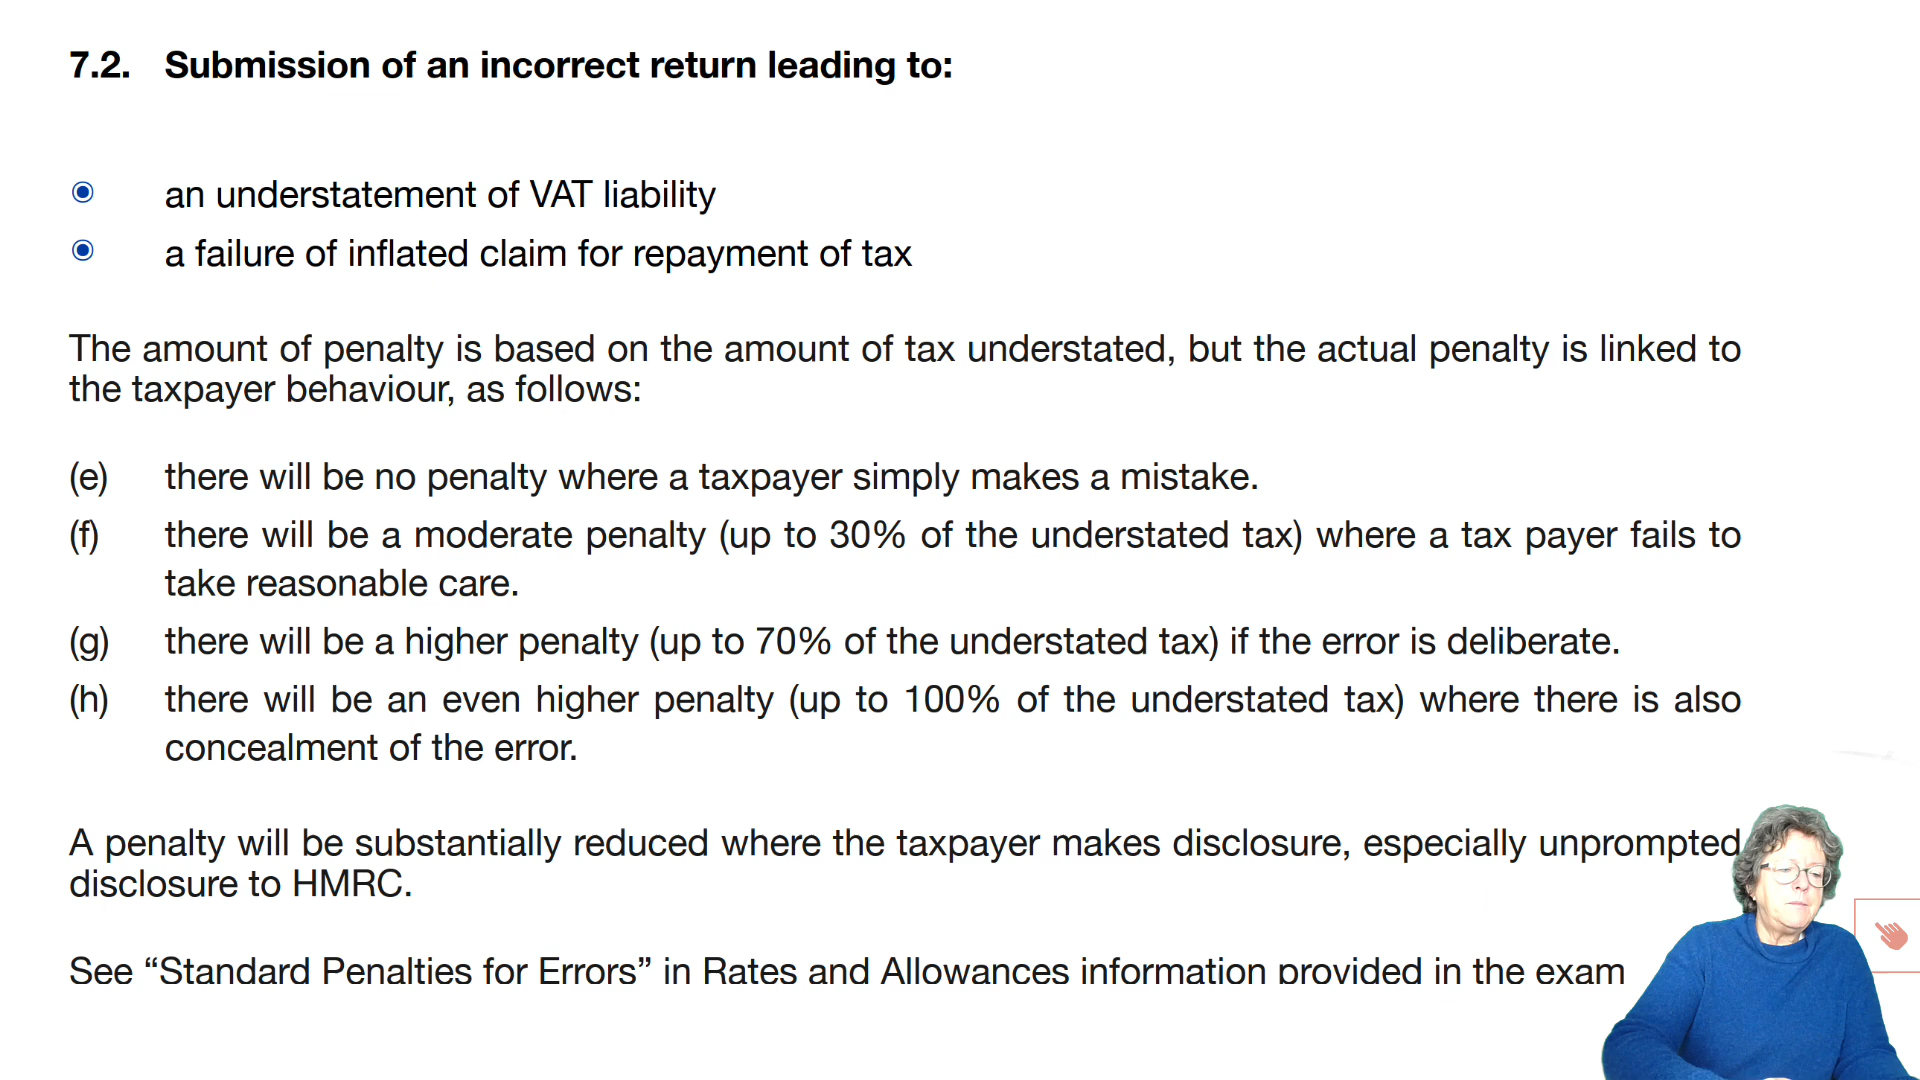 7.2. Submission of an incorrect return leading to:
an understatement of VAT liability
a failure of inflated claim for repayment of tax
The amount of penalty is based on the amount of tax understated, but the actual penalty is linked to
the taxpayer behaviour, as follows:
(e) there will be no penalty where a taxpayer simply makes a mistake.
(f) there will be a moderate penalty (up to 30% of the understated tax) where a tax payer fails to
take reasonable care.
(g) there will be a higher penalty (up to 70% of the understated tax) if the error is deliberate.
(h) there will be an even higher penalty (up to 100% of the understated tax) where there is also
concealment of the error.
A penalty will be substantially reduced where the taxpayer makes disclosure, especially unprompted
disclosure to HMRC.
See “Standard Penalties for Errors” in Rates and Allowances information provided in the exam